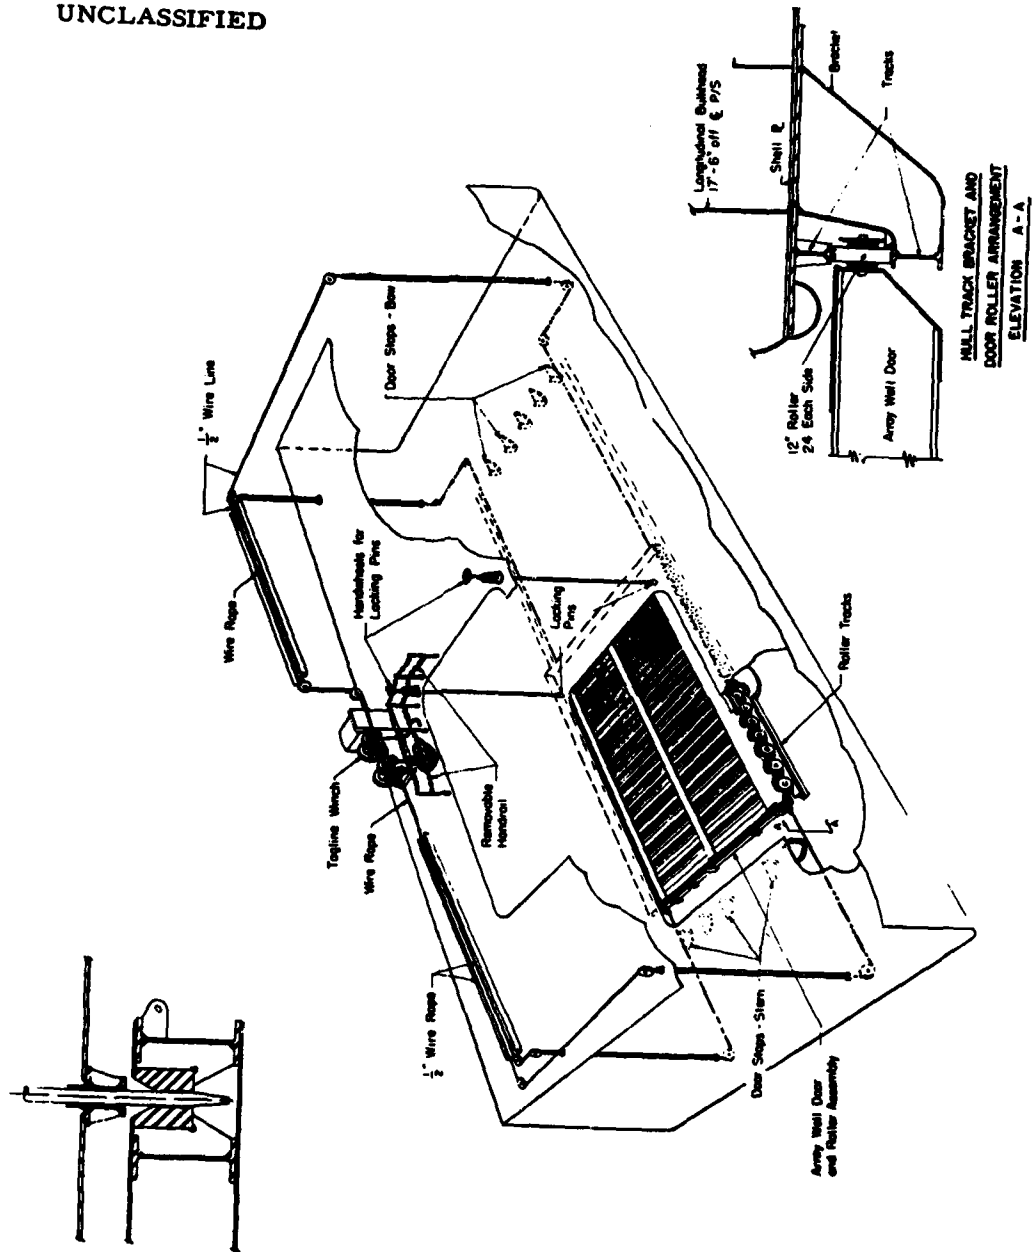 UNCLASSIFIED
1/2" Wire Line
Wire Rope
Door Stops - Bow
Handwheels for
Locking Pins
Tagline Winch
Wire Rope
Removable
Handrail
Locking
Pins
1/2" Wire Rope
Roller Tracks
A
Door Stops - Stern
Array Well Door
and Roller Assembly
Longitudinal Bulkhead
17'-6" off ℄ P/S
Shell ℄
Bracket
Tracks
12" Roller
24 Each Side
Array Well Door
HULL TRACK BRACKET AND
DOOR ROLLER ARRANGEMENT
ELEVATION A-A